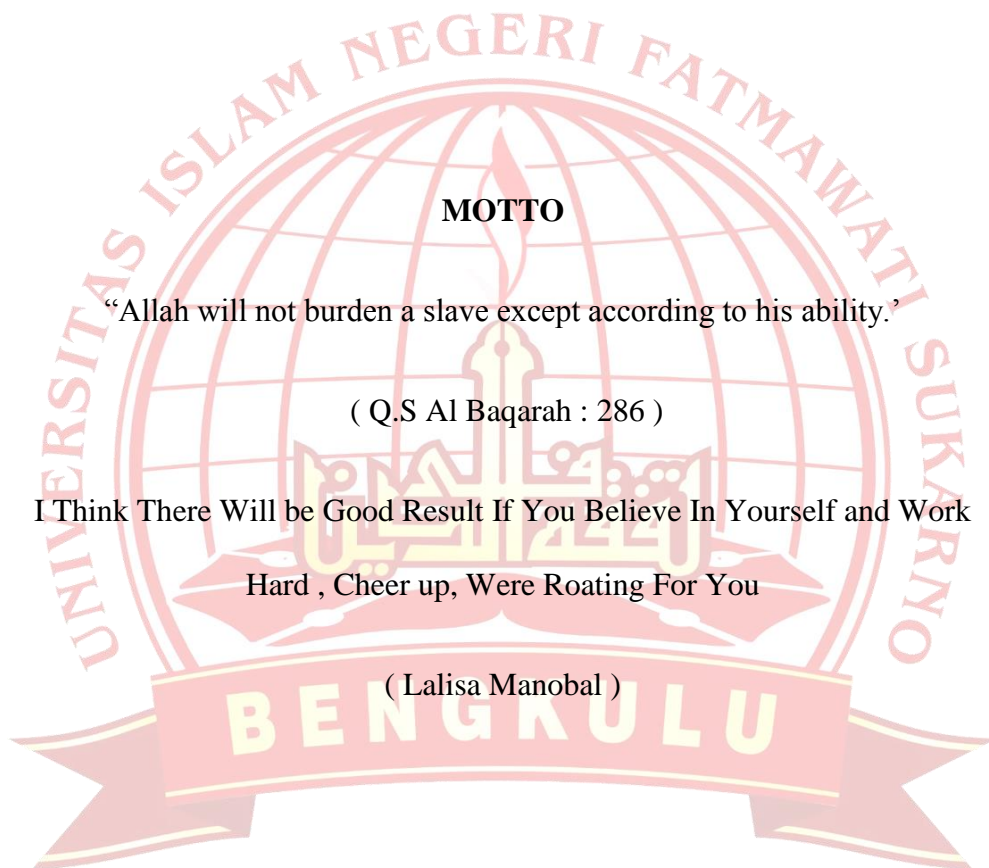 UNIVERSITAS ISLAM NEGERI FATMAWATI SUKARNO
MOTTO
“Allah will not burden a slave except according to his ability.’
( Q.S Al Baqarah : 286 )
I Think There Will be Good Result If You Believe In Yourself and Work
Hard , Cheer up, Were Roating For You
( Lalisa Manobal )
BENGKULU